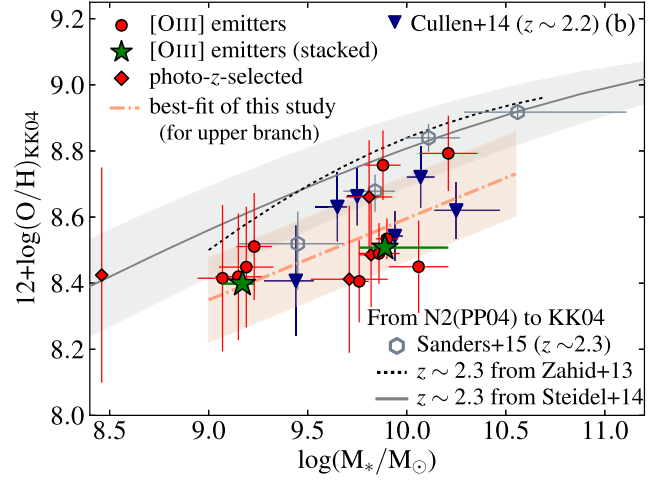 [OIII] emitters
Cullen+14 (z ∼ 2.2) (b)
[OIII] emitters (stacked)
photo-z-selected
best-fit of this study
(for upper branch)
From N2(PP04) to KK04
Sanders+15 (z ∼2.3)
z ∼ 2.3 from Zahid+13
z ∼ 2.3 from Steidel+14
12+log(O/H)KK04
9.2
9.0
8.8
8.6
8.4
8.2
8.0
8.5
9.0
9.5
10.0
10.5
11.0
log(M*/M⊙)